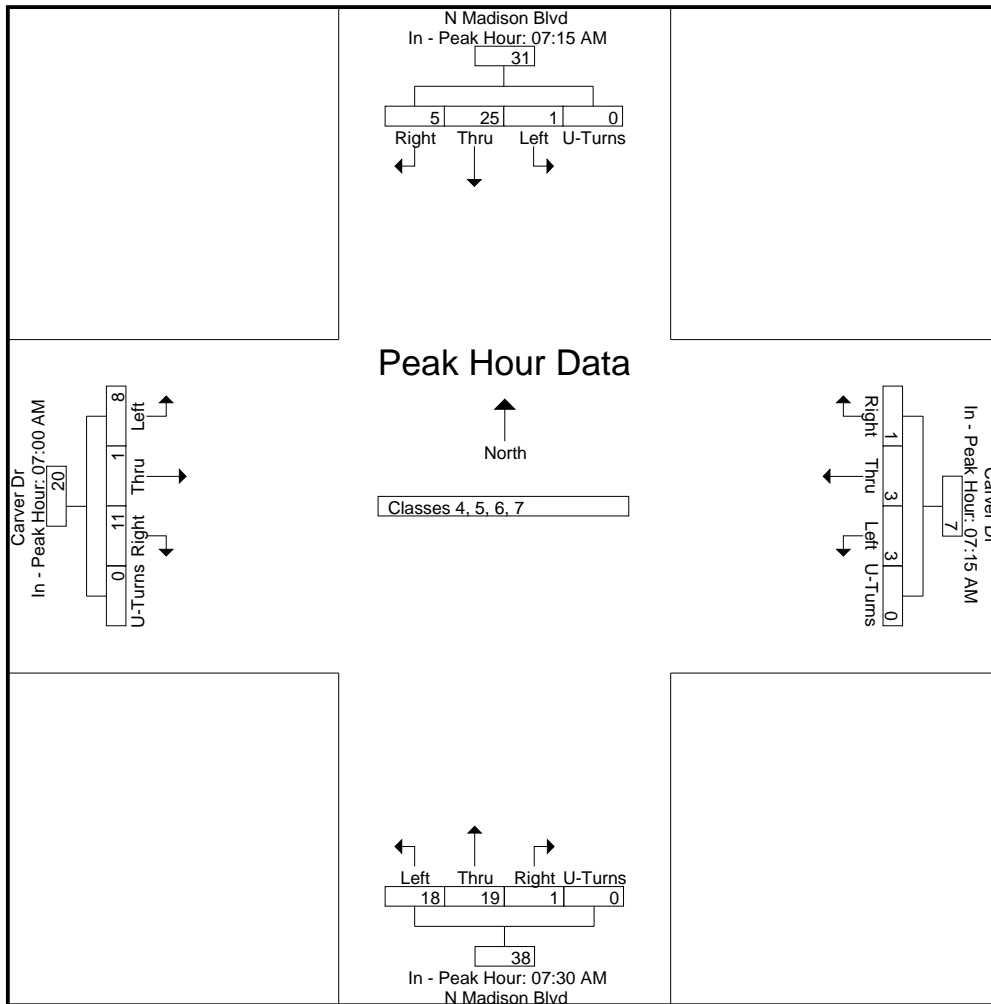 N Madison Blvd
In - Peak Hour: 07:15 AM
31
5 25 1 0
Right Thru Left U-Turns
Peak Hour Data
North
Classes 4, 5, 6, 7
Carver Dr
In - Peak Hour: 07:00 AM
20
8 1 11 0
Left Thru Right U-Turns
Carver Dr
In - Peak Hour: 07:15 AM
7
1 3 3 0
Right Thru Left U-Turns
Left Thru Right U-Turns
18 19 1 0
38
In - Peak Hour: 07:30 AM
N Madison Blvd